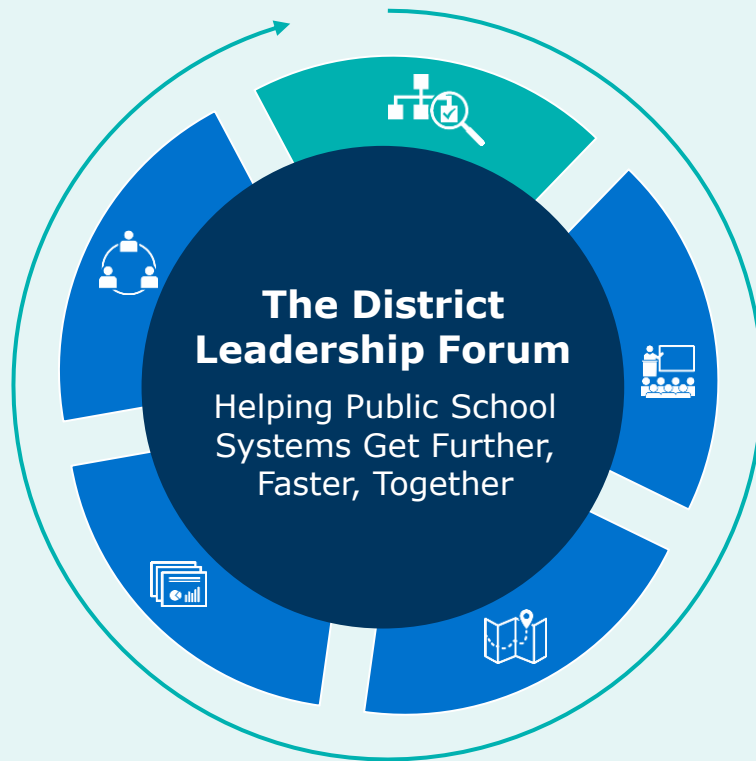 The District
Leadership Forum
Helping Public School
Systems Get Further,
Faster, Together